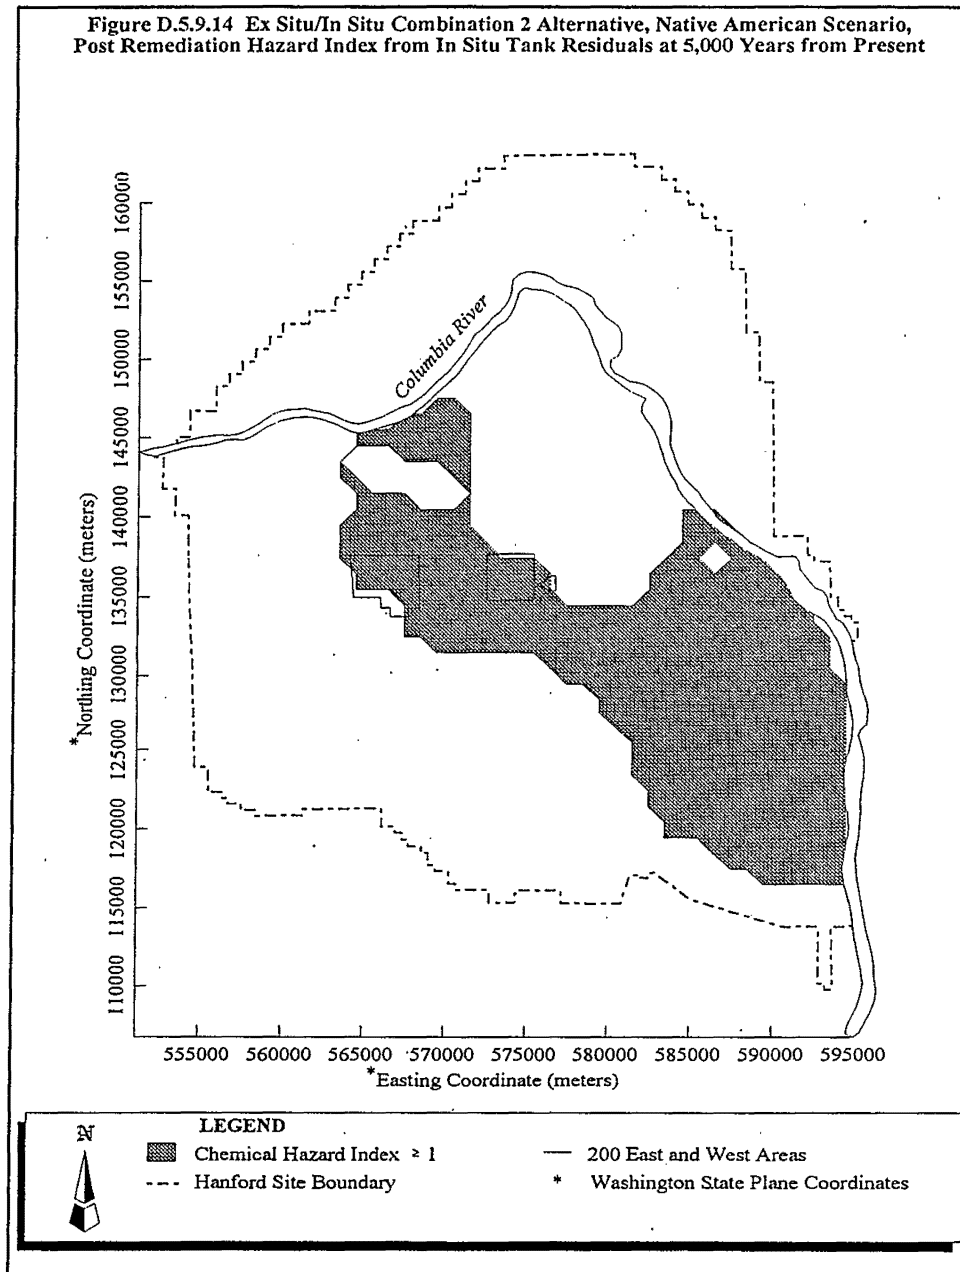 Figure D.5.9.14 Ex Situ/In Situ Combination 2 Alternative, Native American Scenario,
Post Remediation Hazard Index from In Situ Tank Residuals at 5,000 Years from Present
Columbia River
*Northing Coordinate (meters)
160000
155000
150000
145000
140000
135000
130000
125000
120000
115000
110000
555000 560000 565000 570000 575000 580000 585000 590000 595000
*Easting Coordinate (meters)
N
LEGEND
Chemical Hazard Index ≥ 1
200 East and West Areas
Hanford Site Boundary
* Washington State Plane Coordinates